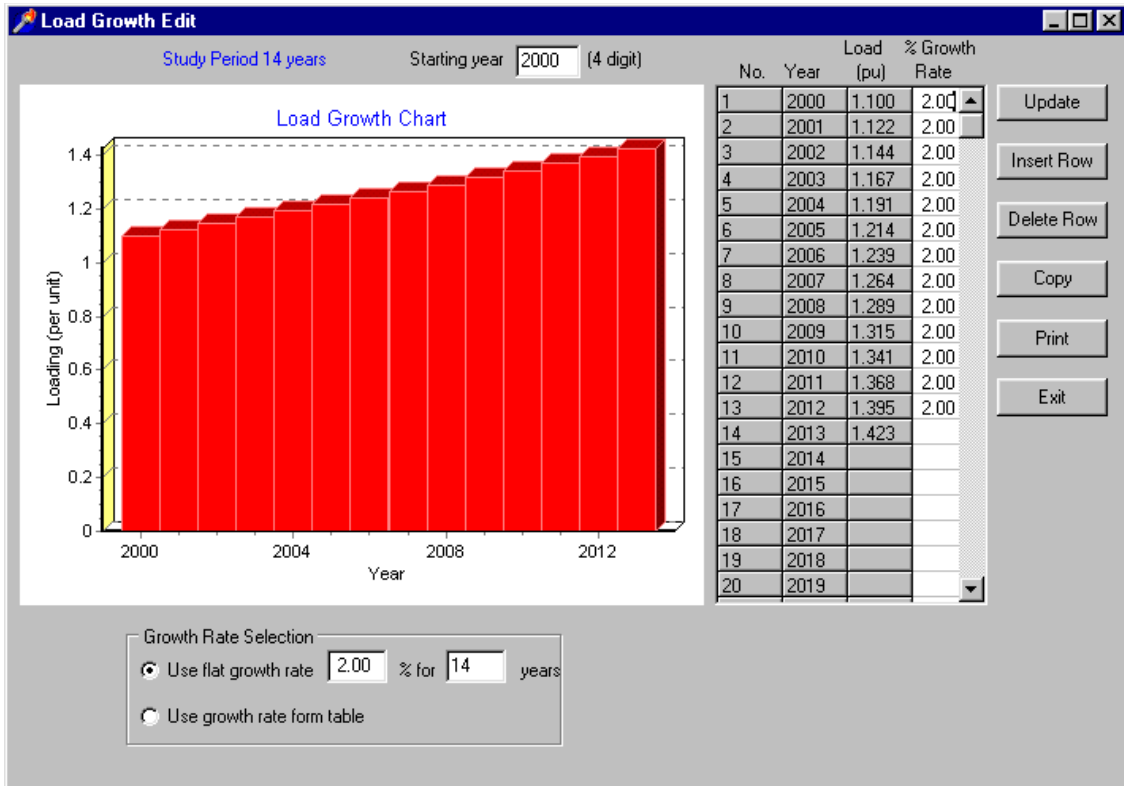 Load Growth Edit
Study Period 14 years Starting year 2000 (4 digit)
Load Growth Chart
1.4
1.2
1
0.8
0.6
0.4
0.2
0
Loading (per unit)
2000 2004 2008 2012
Year
Load % Growth
No. Year (pu) Rate
1 2000 1.100 2.00
2 2001 1.122 2.00
3 2002 1.144 2.00
4 2003 1.167 2.00
5 2004 1.191 2.00
6 2005 1.214 2.00
7 2006 1.239 2.00
8 2007 1.264 2.00
9 2008 1.289 2.00
10 2009 1.315 2.00
11 2010 1.341 2.00
12 2011 1.368 2.00
13 2012 1.395 2.00
14 2013 1.423
15 2014
16 2015
17 2016
18 2017
19 2018
20 2019
Update
Insert Row
Delete Row
Copy
Print
Exit
Growth Rate Selection
Use flat growth rate 2.00 % for 14 years
Use growth rate form table